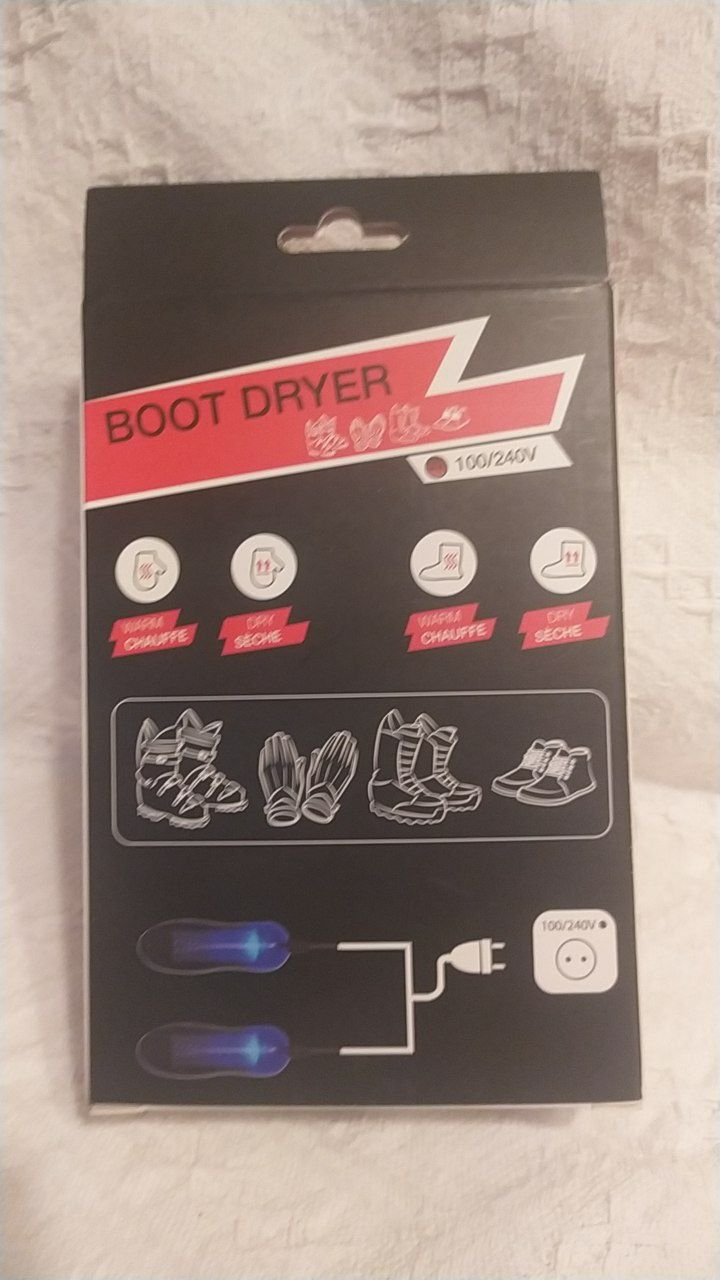 BOOT DRYER
100/240V
WARM
CHAUFFE
DRY
SÈCHE
WARM
CHAUFFE
DRY
SÈCHE
100/240V